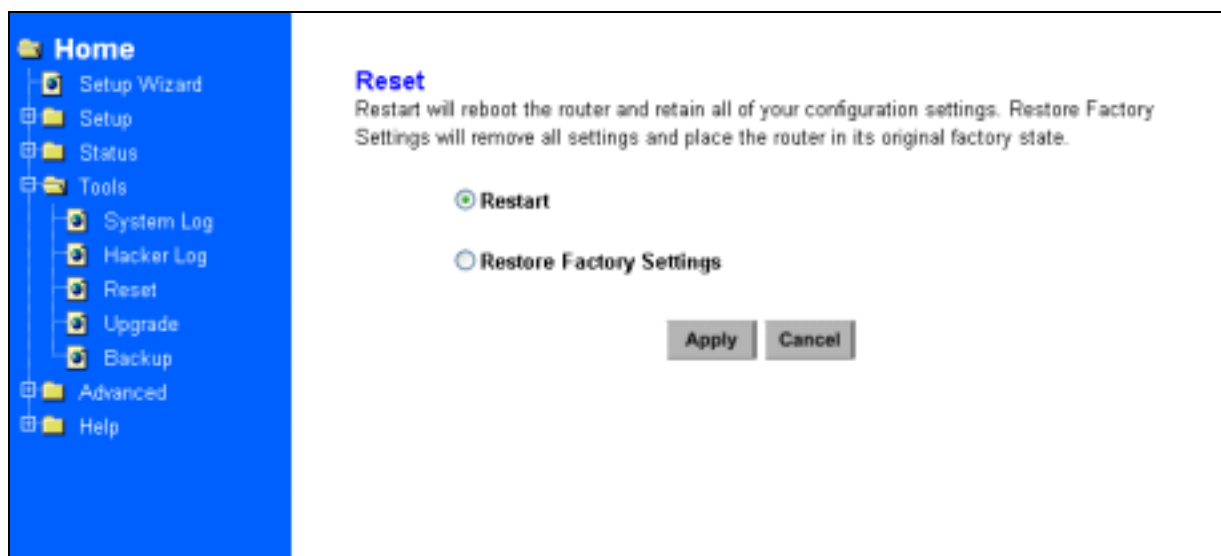 Home
Setup Wizard
Setup
Status
Tools
System Log
Hacker Log
Reset
Upgrade
Backup
Advanced
Help
Reset
Restart will reboot the router and retain all of your configuration settings. Restore Factory
Settings will remove all settings and place the router in its original factory state.
Restart
Restore Factory Settings
Apply Cancel